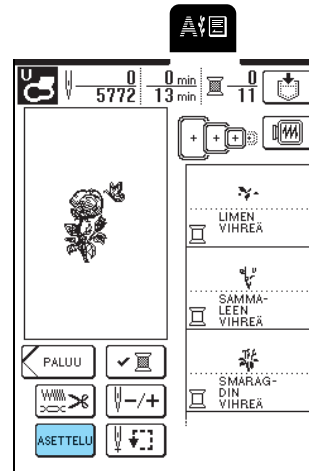 A
U
0
5772
0 min
13 min
0
11
LIMEN
VIHREÄ
SAMMA-
LEEN
VIHREÄ
SMARAG-
DIN
VIHREÄ
PALUU
-/+
ASETTELU